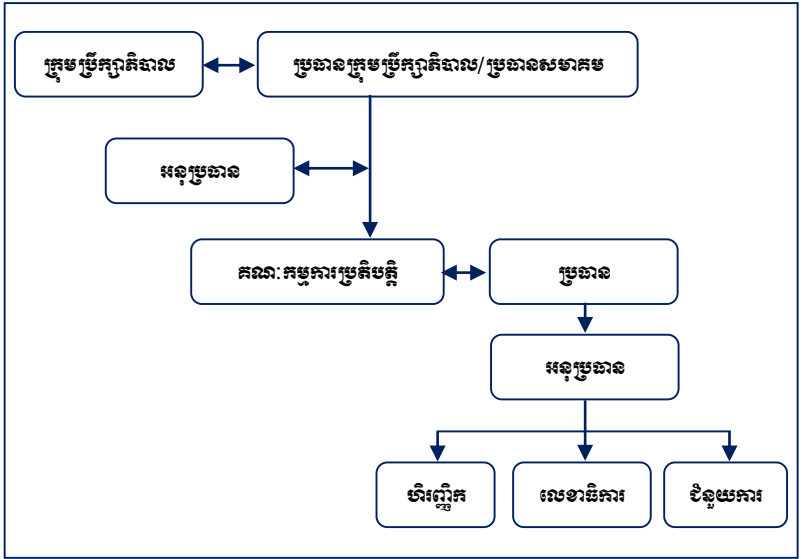 ក្រុមប្រឹក្សាភិបាល
ប្រធានក្រុមប្រឹក្សាភិបាល/ប្រធានសមាគម
អនុប្រធាន
គណៈកម្មការប្រតិបត្តិ
ប្រធាន
អនុប្រធាន
ហិរញ្ញិក
លេខាធិការ
ជំនួយការ